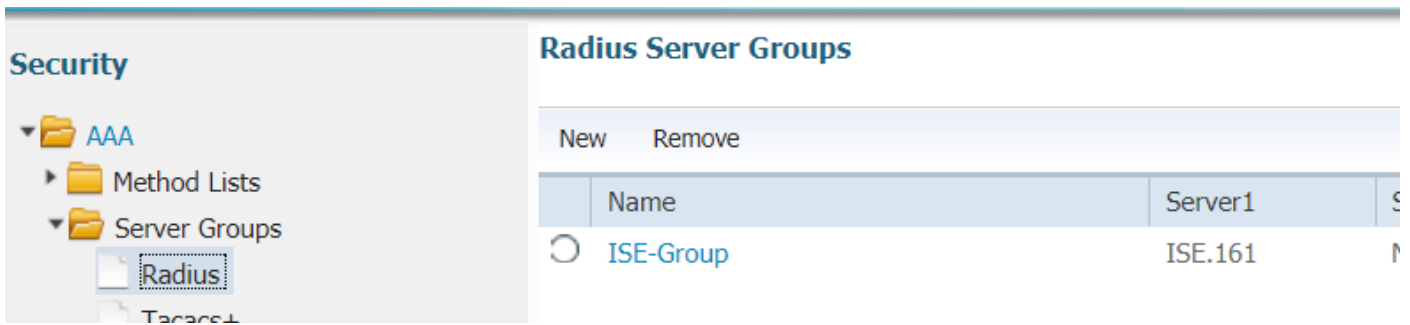 Security
AAA
Method Lists
Server Groups
Radius
Tacacs+
Radius Server Groups
New Remove
Name Server1
ISE-Group ISE.161